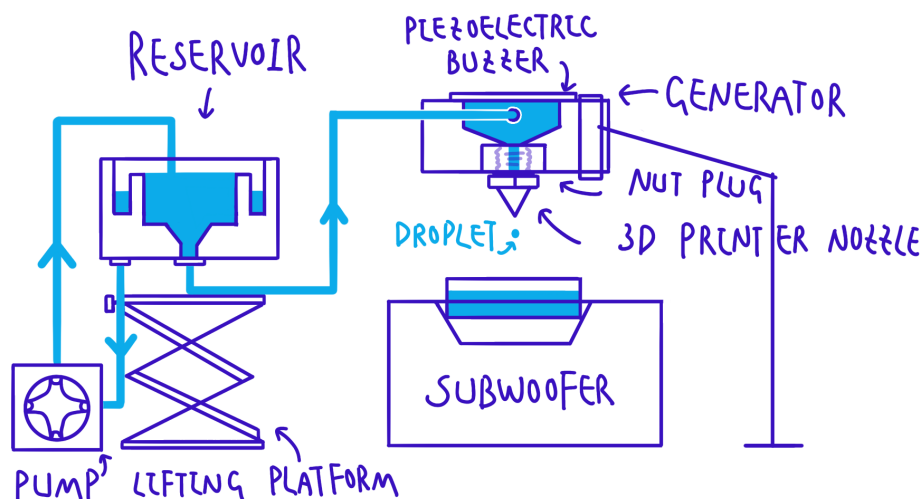 PIEZOELECTRIC
BUZZER
RESERVOIR
GENERATOR
NUT PLUG
DROPLET
3D PRINTER NOZZLE
SUBWOOFER
PUMP
LIFTING PLATFORM